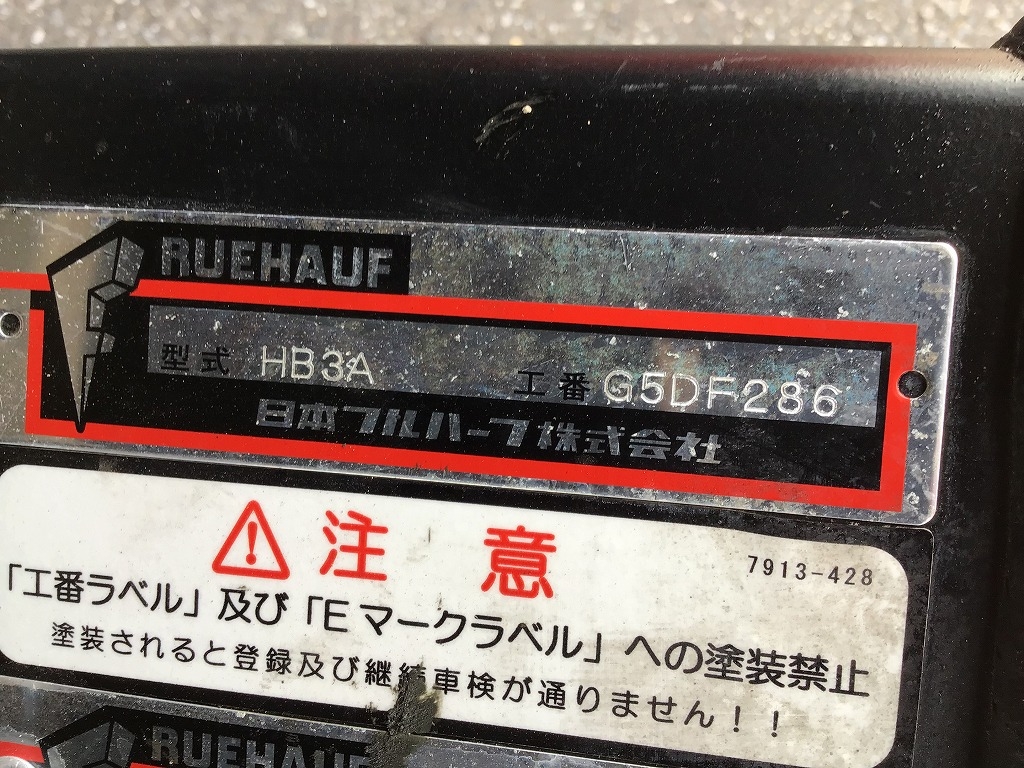 RUEHAUF
型式 HB3A 工番 G5DF286
日本フルハーフ株式会社
注意
7913-428
「工番ラベル」及び「Eマークラベル」への塗装禁止
塗装されると登録及び継続車検が通りません!!
RUEHAUF